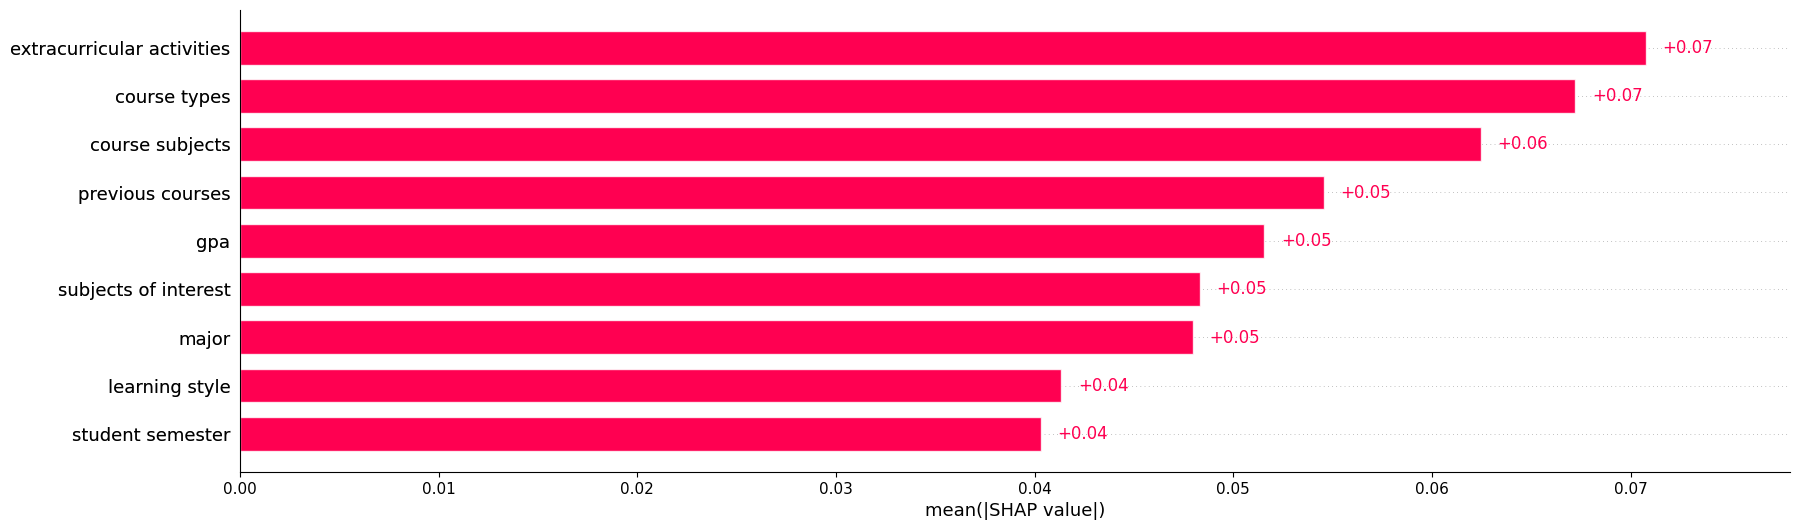 extracurricular activities +0.07
course types +0.07
course subjects +0.06
previous courses +0.05
gpa +0.05
subjects of interest +0.05
major +0.05
learning style +0.04
student semester +0.04
0.00 0.01 0.02 0.03 0.04 0.05 0.06 0.07
mean(|SHAP value|)